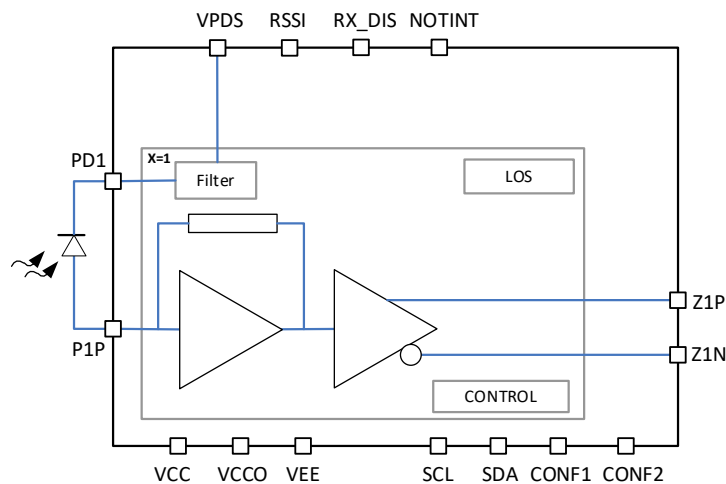 VPDS RSSI RX_DIS NOTINT
X=1
PD1
Filter
LOS
Z1P
P1P
Z1N
CONTROL
VCC VCCO VEE SCL SDA CONF1 CONF2